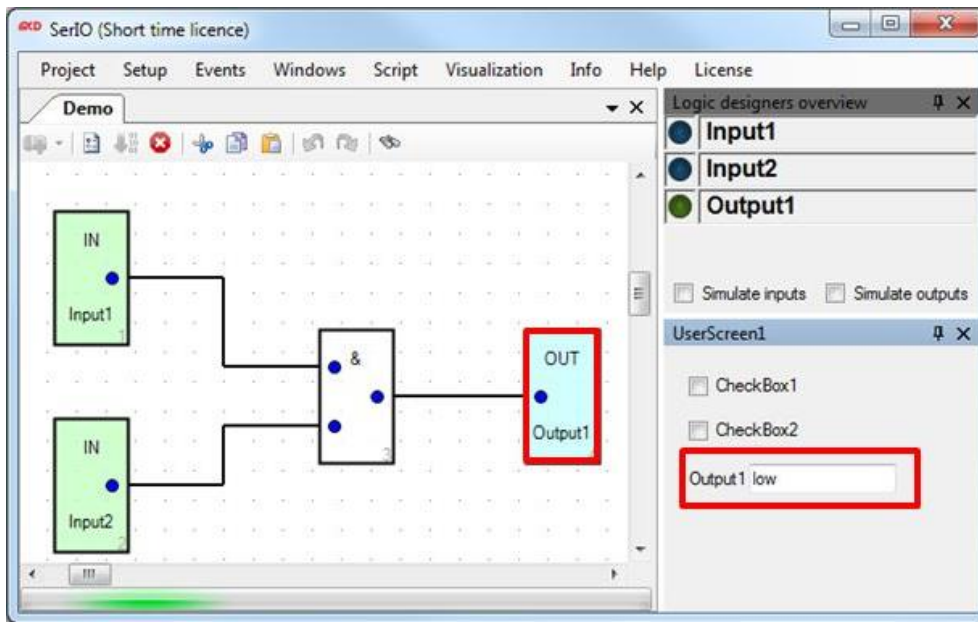 SerIO (Short time licence)
Project Setup Events Windows Script Visualization Info Help License
Demo
Logic designers overview
Input1
Input2
Output1
Simulate inputs Simulate outputs
UserScreen1
CheckBox1
CheckBox2
Output1 low
IN
Input1
1
&
3
OUT
Output1
IN
Input2
2